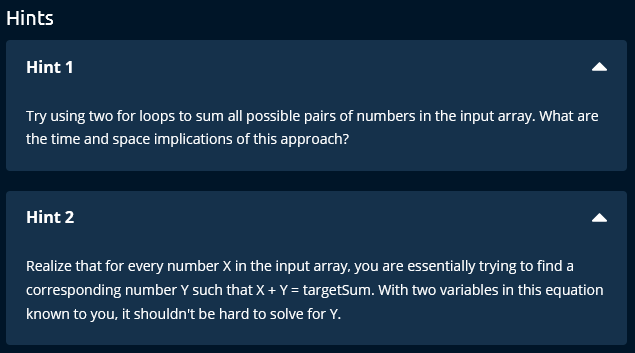 Hints
Hint 1
Try using two for loops to sum all possible pairs of numbers in the input array. What are
the time and space implications of this approach?
Hint 2
Realize that for every number X in the input array, you are essentially trying to find a
corresponding number Y such that X + Y = targetSum. With two variables in this equation
known to you, it shouldn't be hard to solve for Y.